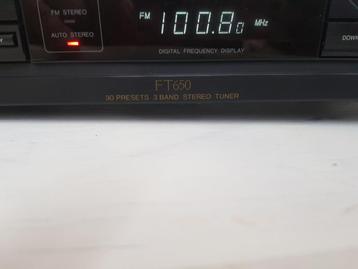 FM STEREO
FM 100.80 MHz
AUTO STEREO
DIGITAL FREQUENCY DISPLAY
DOWN
FT650
30 PRESETS 3 BAND STEREO TUNER